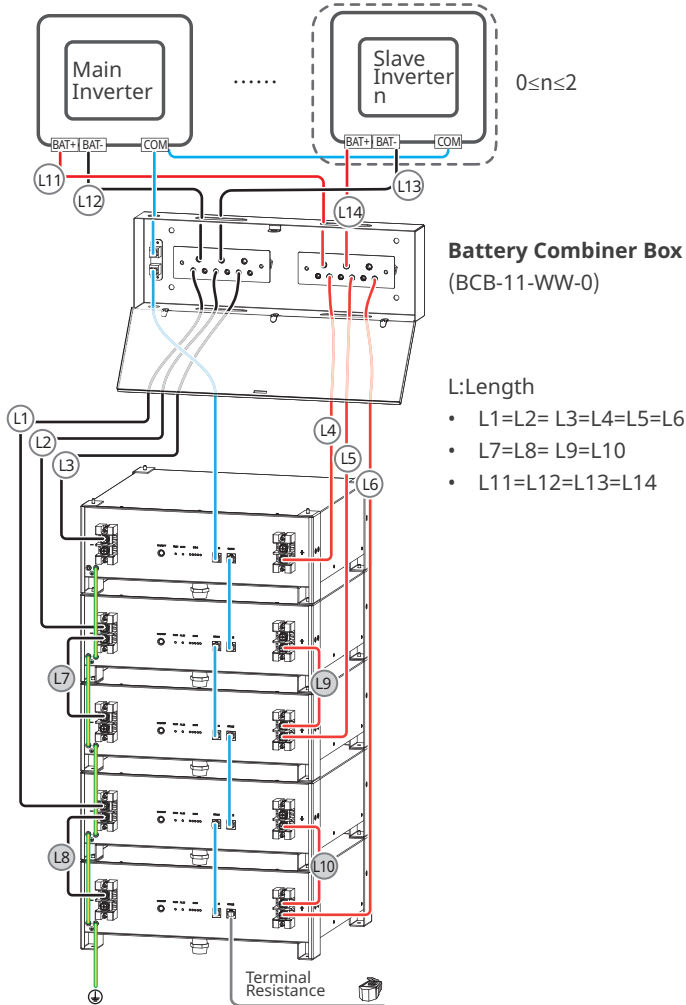 Main
Inverter
......
Slave
Inverter
n
0≤n≤2
BAT+
BAT-
COM
BAT+
BAT-
COM
L11
L12
L13
L14
Battery Combiner Box
(BCB-11-WW-0)
L:Length
• L1=L2= L3=L4=L5=L6
• L7=L8= L9=L10
• L11=L12=L13=L14
L1
L2
L3
L4
L5
L6
L7
L9
L8
L10
Terminal
Resistance